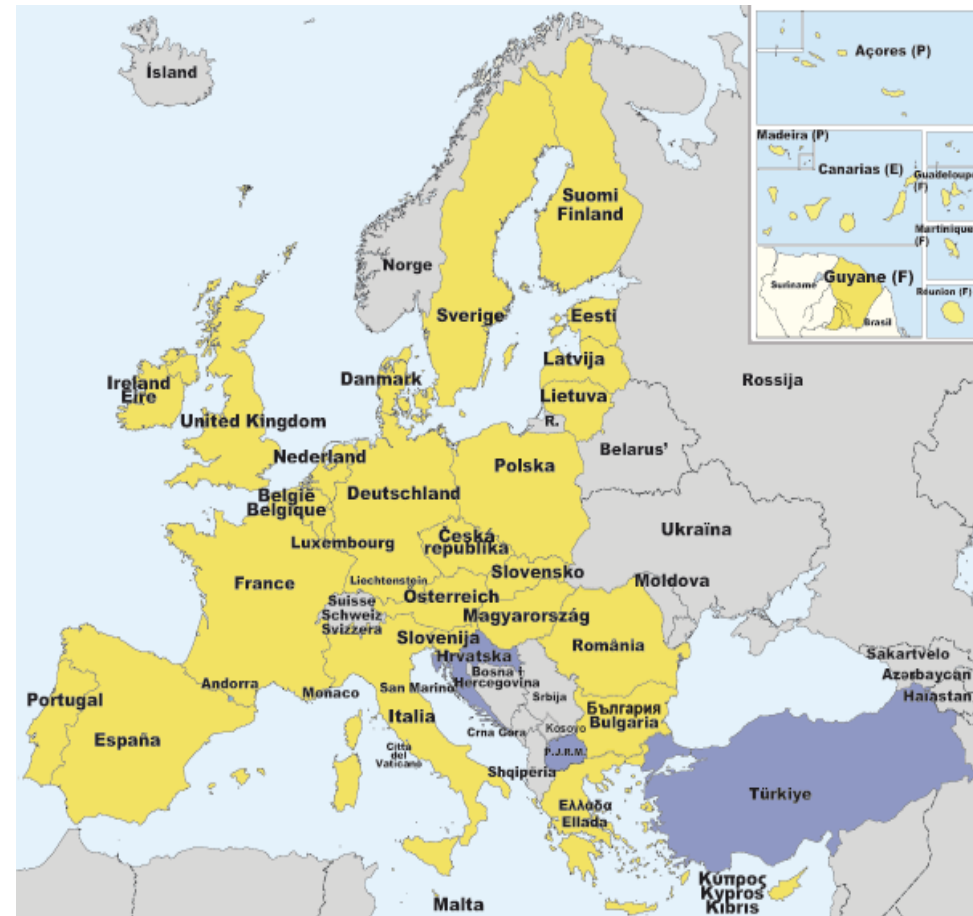 Ísland
Açores (P)
Madeira (P)
Canarias (E)
Guadeloupe
(F)
Martinique
(F)
Guyane (F)
Suriname
Brasil
Réunion (F)
Suomi
Finland
Norge
Sverige
Eesti
Latvija
Lietuva
R.
Danmark
Rossija
Ireland
Éire
United Kingdom
Belarus'
Nederland
Polska
België
Belgique
Deutschland
Luxembourg
Česká
republika
Ukraïna
France
Liechtenstein
Slovensko
Moldova
Österreich
Suisse
Schweiz
Svizzera
Magyarország
Slovenija
Hrvatska
România
Sakartvelo
Azərbaycan
Haiastan
Bosna i
Hercegovina
Srbija
Andorra
Monaco
San Marino
Portugal
España
Italia
България
Bulgaria
Crna Gora
Kosovo
P.J.R.M.
Città
del
Vaticano
Shqipëria
Türkiye
Ελλάδα
Ellada
Κύπρος
Kypros
Kibris
Malta